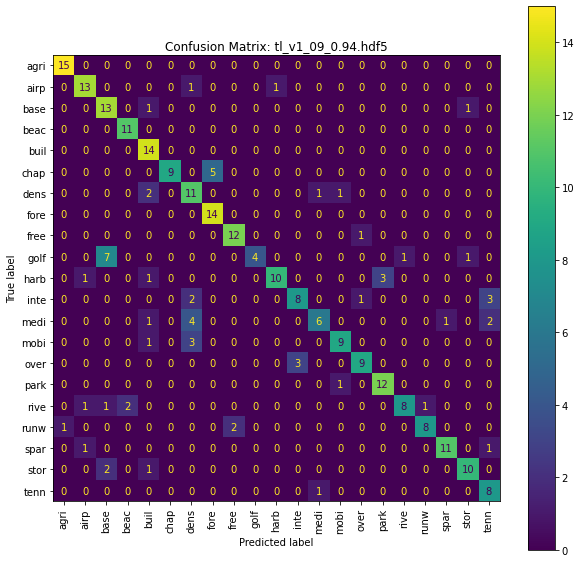 Confusion Matrix: tl_v1_09_0.94.hdf5
agri 15 0 0 0 0 0 0 0 0 0 0 0 0 0 0 0 0 0 0 0 0
airp 0 13 0 0 0 0 1 0 0 0 1 0 0 0 0 0 0 0 0 0 0
base 0 0 13 0 1 0 0 0 0 0 0 0 0 0 0 0 0 0 0 1 0
beac 0 0 0 11 0 0 0 0 0 0 0 0 0 0 0 0 0 0 0 0 0
buil 0 0 0 0 14 0 0 0 0 0 0 0 0 0 0 0 0 0 0 0 0
chap 0 0 0 0 0 9 0 5 0 0 0 0 0 0 0 0 0 0 0 0 0
dens 0 0 0 0 2 0 11 0 0 0 0 0 1 1 0 0 0 0 0 0 0
fore 0 0 0 0 0 0 0 14 0 0 0 0 0 0 0 0 0 0 0 0 0
free 0 0 0 0 0 0 0 0 12 0 0 0 0 0 1 0 0 0 0 0 0
golf 0 0 7 0 0 0 0 0 0 4 0 0 0 0 0 0 1 0 0 1 0
harb 0 1 0 0 1 0 0 0 0 0 10 0 0 0 0 3 0 0 0 0 0
inte 0 0 0 0 0 0 2 0 0 0 0 8 0 0 1 0 0 0 0 0 3
medi 0 0 0 0 1 0 4 0 0 0 0 0 6 0 0 0 0 0 1 0 2
mobi 0 0 0 0 1 0 3 0 0 0 0 0 0 9 0 0 0 0 0 0 0
over 0 0 0 0 0 0 0 0 0 0 0 3 0 0 9 0 0 0 0 0 0
park 0 0 0 0 0 0 0 0 0 0 0 0 0 1 0 12 0 0 0 0 0
rive 0 1 1 2 0 0 0 0 0 0 0 0 0 0 0 0 8 1 0 0 0
runw 1 0 0 0 0 0 0 0 2 0 0 0 0 0 0 0 0 8 0 0 0
spar 0 1 0 0 0 0 0 0 0 0 0 0 0 0 0 0 0 0 11 0 1
stor 0 0 2 0 1 0 0 0 0 0 0 0 0 0 0 0 0 0 0 10 0
tenn 0 0 0 0 0 0 0 0 0 0 0 0 1 0 0 0 0 0 0 0 8
agri airp base beac buil chap dens fore free golf harb inte medi mobi over park rive runw spar stor tenn
Predicted label
True label
14
12
10
8
6
4
2
0